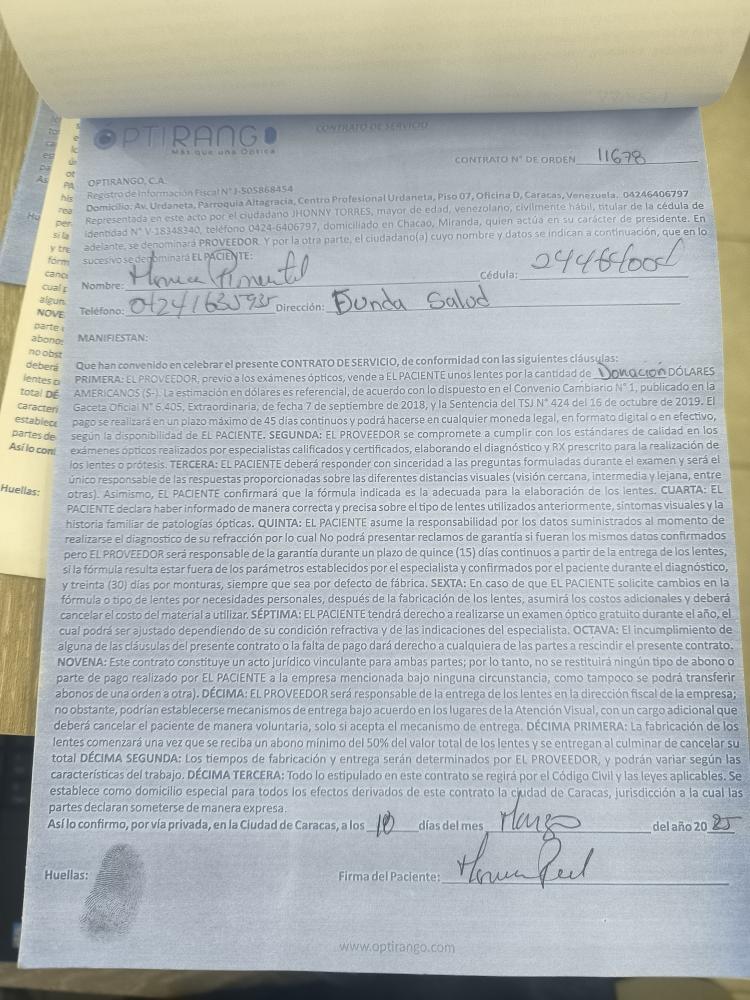 ÓPTIRANGO
Más que una Óptica
CONTRATO DE SERVICIO
CONTRATO N° DE ORDEN 11678
OPTIRANGO, C.A.
Registro de Información Fiscal N° J-505868454
Domicilio: Av. Urdaneta, Parroquia Altagracia, Centro Profesional Urdaneta, Piso 07, Oficina D, Caracas, Venezuela. 04246406797
Representada en este acto por el ciudadano JHONNY TORRES, mayor de edad, venezolano, civilmente hábil, titular de la cédula de
identidad N° V-18348340, teléfono 0424-6406797, domiciliado en Chacao, Miranda, quien actúa en su carácter de presidente. En
adelante, se denominará PROVEEDOR. Y por la otra parte, el ciudadano(a) cuyo nombre y datos se indican a continuación, que en lo
sucesivo se denominará EL PACIENTE:
Nombre: Monica Pimentel Cédula:
Teléfono: Dirección: Funda Salud
MANIFIESTAN:
Que han convenido en celebrar el presente CONTRATO DE SERVICIO, de conformidad con las siguientes cláusulas:
PRIMERA: EL PROVEEDOR, previo a los exámenes ópticos, vende a EL PACIENTE unos lentes por la cantidad de Donación DÓLARES
AMERICANOS (S-). La estimación en dólares es referencial, de acuerdo con lo dispuesto en el Convenio Cambiario N° 1, publicado en la
Gaceta Oficial N° 6.405, Extraordinaria, de fecha 7 de septiembre de 2018, y la Sentencia del TSJ N° 424 del 16 de octubre de 2019. El
pago se realizará en un plazo máximo de 45 días continuos y podrá hacerse en cualquier moneda legal, en formato digital o en efectivo,
según la disponibilidad de EL PACIENTE. SEGUNDA: EL PROVEEDOR se compromete a cumplir con los estándares de calidad en los
exámenes ópticos realizados por especialistas calificados y certificados, elaborando el diagnóstico y RX prescrito para la realización de
los lentes o prótesis. TERCERA: EL PACIENTE deberá responder con sinceridad a las preguntas formuladas durante el examen y será el
único responsable de las respuestas proporcionadas sobre las diferentes distancias visuales (visión cercana, intermedia y lejana, entre
otras). Asimismo, EL PACIENTE confirmará que la fórmula indicada es la adecuada para la elaboración de los lentes. CUARTA: EL
PACIENTE declara haber informado de manera correcta y precisa sobre el tipo de lentes utilizados anteriormente, síntomas visuales y la
historia familiar de patologías ópticas. QUINTA: EL PACIENTE asume la responsabilidad por los datos suministrados al momento de
realizarse el diagnostico de su refracción por lo cual No podrá presentar reclamos de garantía si fueran los mismos datos confirmados
pero EL PROVEEDOR será responsable de la garantía durante un plazo de quince (15) días continuos a partir de la entrega de los lentes,
si la fórmula resulta estar fuera de los parámetros establecidos por el especialista y confirmados por el paciente durante el diagnóstico,
y treinta (30) días por monturas, siempre que sea por defecto de fábrica. SEXTA: En caso de que EL PACIENTE solicite cambios en la
fórmula o tipo de lentes por necesidades personales, después de la fabricación de los lentes, asumirá los costos adicionales y deberá
cancelar el costo del material a utilizar. SÉPTIMA: EL PACIENTE tendrá derecho a realizarse un examen óptico gratuito durante el año, el
cual podrá ser ajustado dependiendo de su condición refractiva y de las indicaciones del especialista. OCTAVA: El incumplimiento de
alguna de las cláusulas del presente contrato o la falta de pago dará derecho a cualquiera de las partes a rescindir el presente contrato.
NOVENA: Este contrato constituye un acto jurídico vinculante para ambas partes; por lo tanto, no se restituirá ningún tipo de abono o
parte de pago realizado por EL PACIENTE a la empresa mencionada bajo ninguna circunstancia, como tampoco se podrá transferir
abonos de una orden a otra). DÉCIMA: EL PROVEEDOR será responsable de la entrega de los lentes en la dirección fiscal de la empresa;
no obstante, podrían establecerse mecanismos de entrega bajo acuerdo en los lugares de la Atención Visual, con un cargo adicional que
deberá cancelar el paciente de manera voluntaria, solo si acepta el mecanismo de entrega. DÉCIMA PRIMERA: La fabricación de los
lentes comenzará una vez que se reciba un abono mínimo del 50% del valor total de los lentes y se entregan al culminar de cancelar su
total DÉCIMA SEGUNDA: Los tiempos de fabricación y entrega serán determinados por EL PROVEEDOR, y podrán variar según las
características del trabajo. DÉCIMA TERCERA: Todo lo estipulado en este contrato se regirá por el Código Civil y las leyes aplicables. Se
establece como domicilio especial para todos los efectos derivados de este contrato la ciudad de Caracas, jurisdicción a la cual las
partes declaran someterse de manera expresa.
Así lo confirmo, por vía privada, en la Ciudad de Caracas, a los 10 días del mes Marzo del año 20 25
Huellas: Firma del Paciente:
www.optirango.com
Huellas: